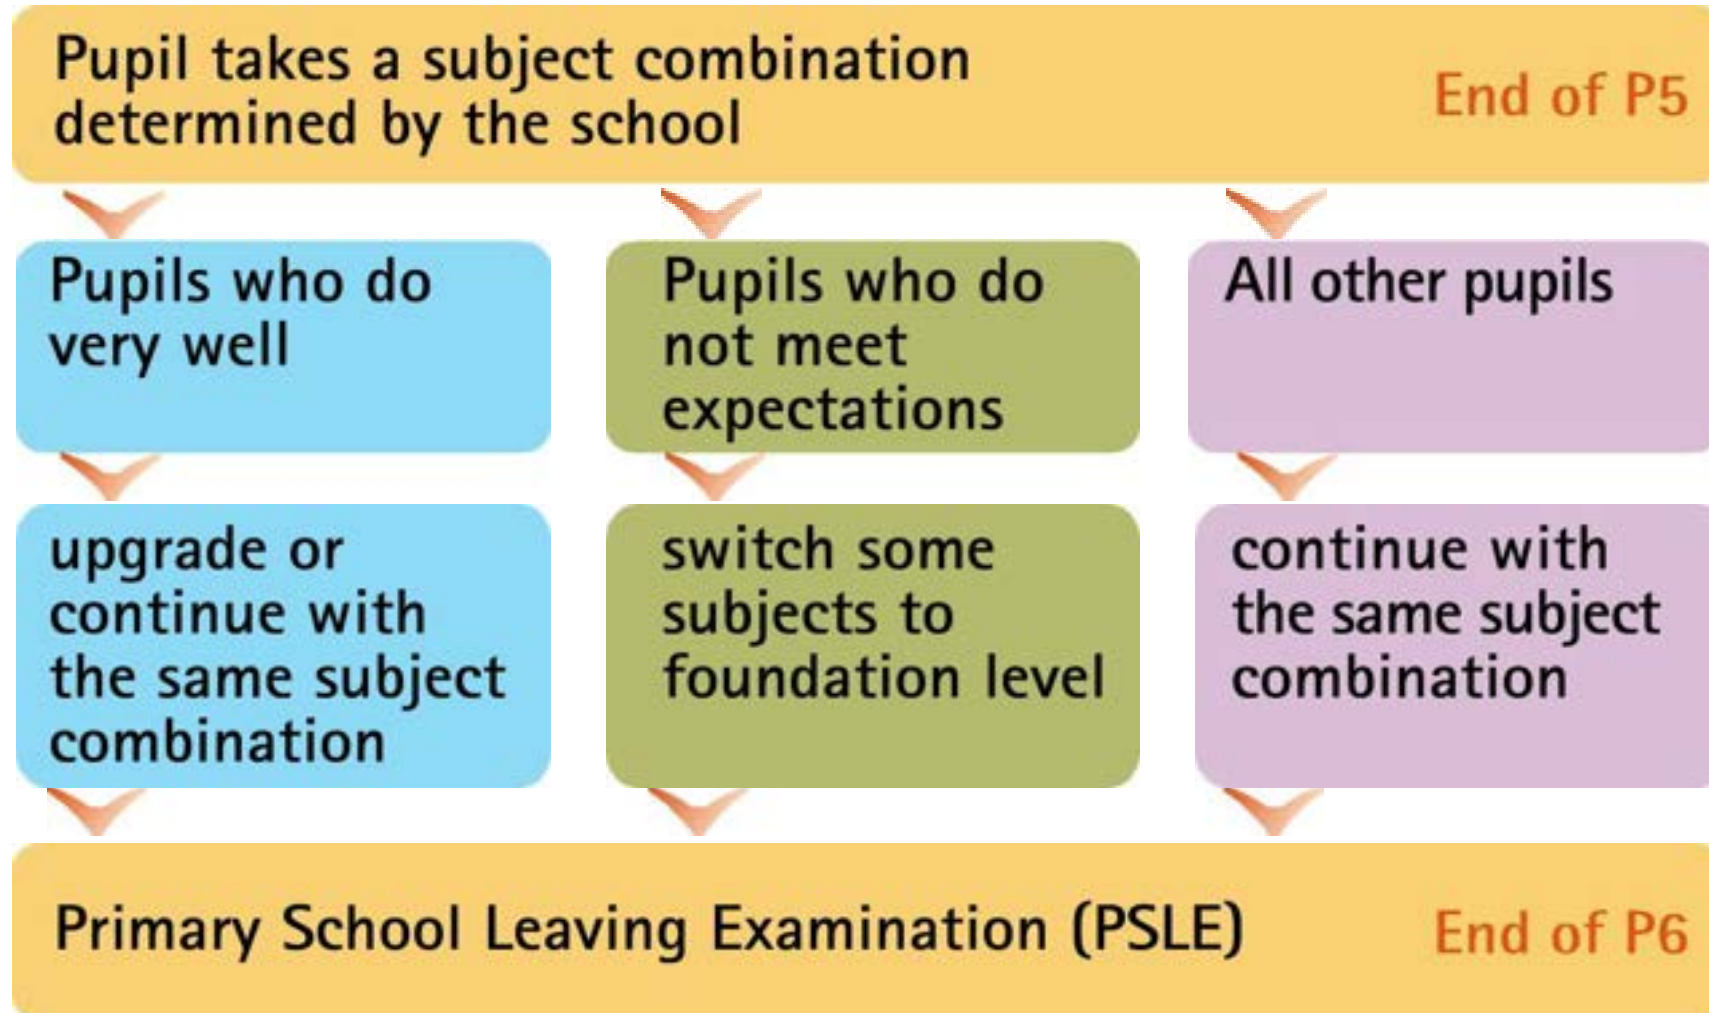 Pupil takes a subject combination
determined by the school
End of P5
Pupils who do
very well
Pupils who do
not meet
expectations
All other pupils
upgrade or
continue with
the same subject
combination
switch some
subjects to
foundation level
continue with
the same subject
combination
Primary School Leaving Examination (PSLE)
End of P6